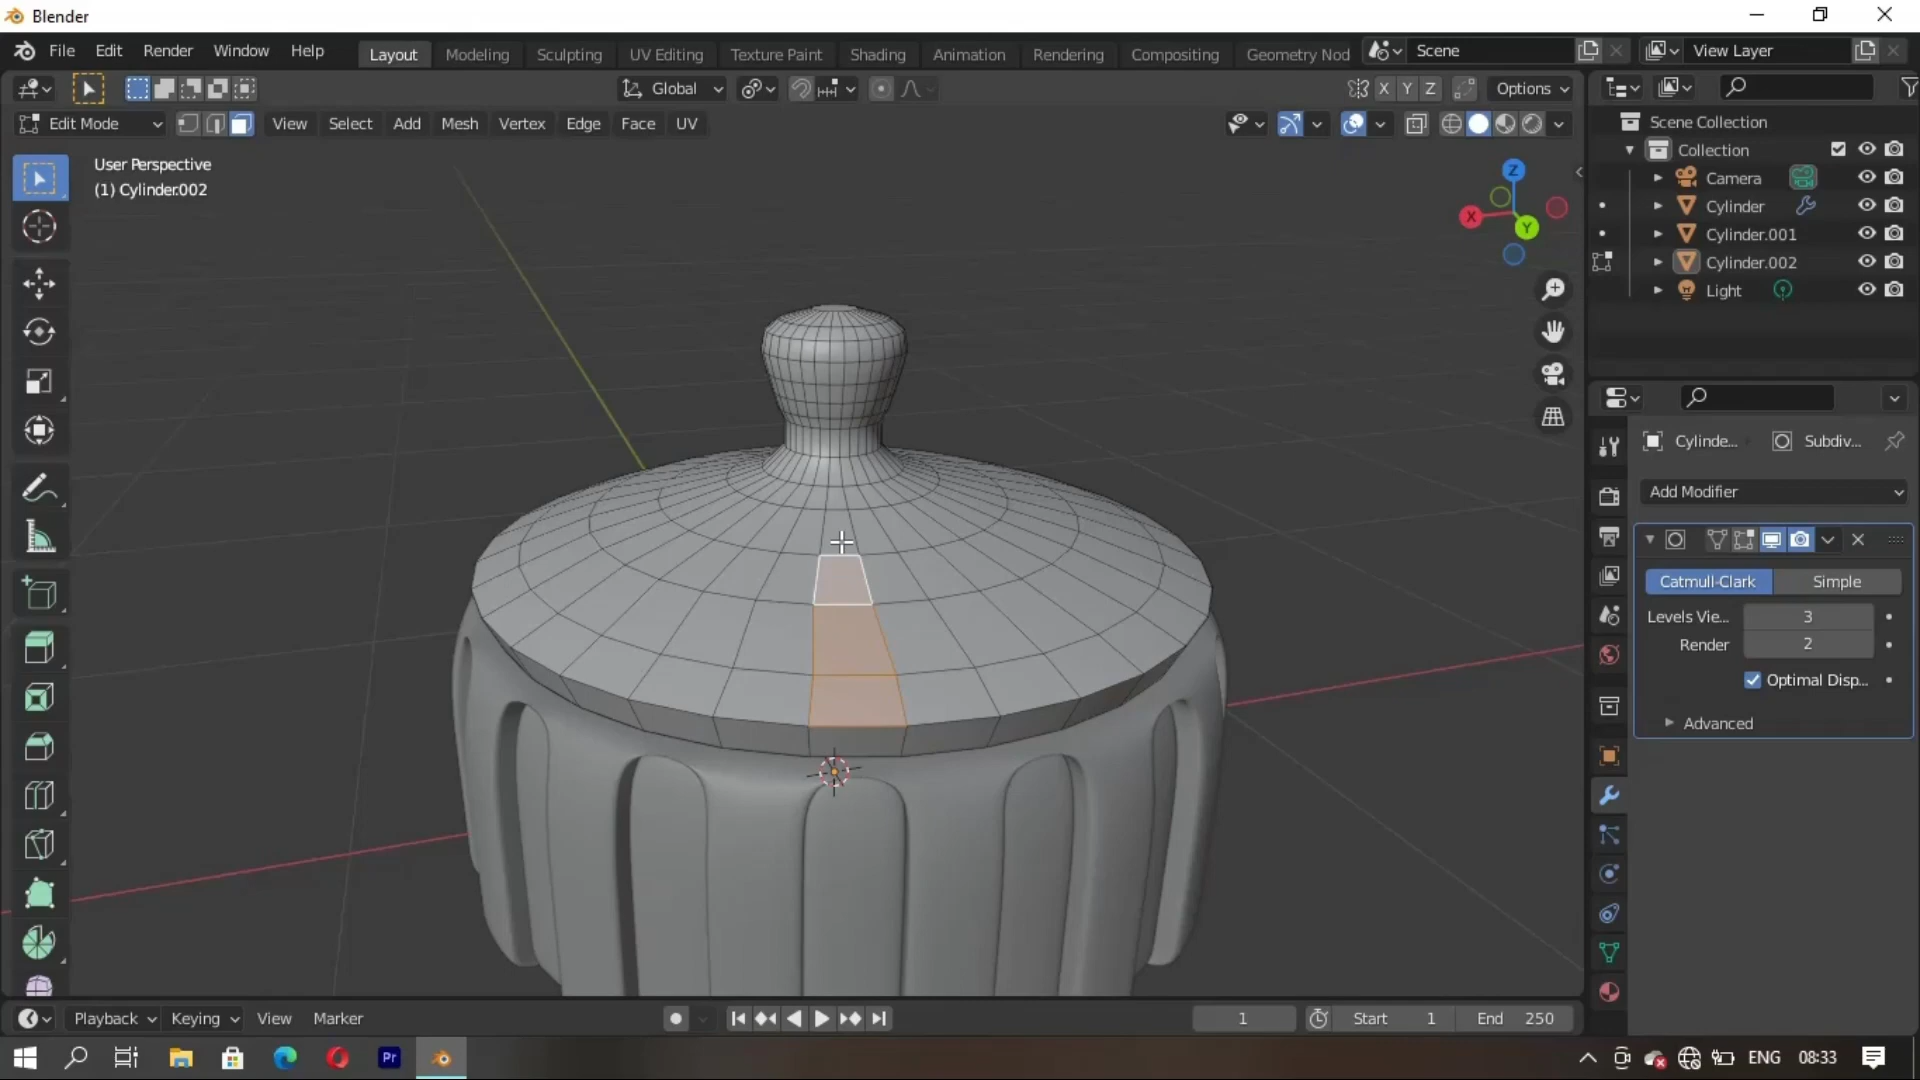 Blender
File Edit Render Window Help Layout Modeling Sculpting UV Editing Texture Paint Shading Animation Rendering Compositing Geometry Nod Scene View Layer
Global X Y Z Options
Edit Mode View Select Add Mesh Vertex Edge Face UV
User Perspective
(1) Cylinder.002
Z
X
Y
Scene Collection
Collection
Camera
Cylinder
Cylinder.001
Cylinder.002
Light
Cylinde... Subdiv...
Add Modifier
Catmull-Clark Simple
Levels Vie... 3
Render 2
Optimal Disp...
Advanced
Playback Keying View Marker 1 Start 1 End 250
Pr ENG 08:33